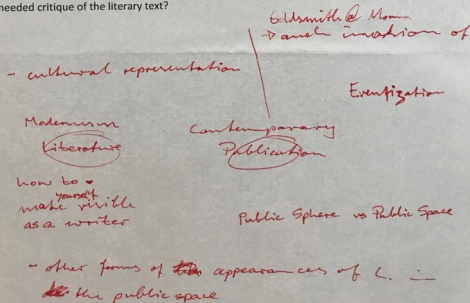 needed critique of the literary text?
Goldsmith @ Moma
→ invasion of
- cultural representation
Eventization
Modernism Contemporary
Literature Publication
how to
yourself
make visible
as a writer
Public Sphere vs Public Space
- other forms of appearances of L. in
the public space